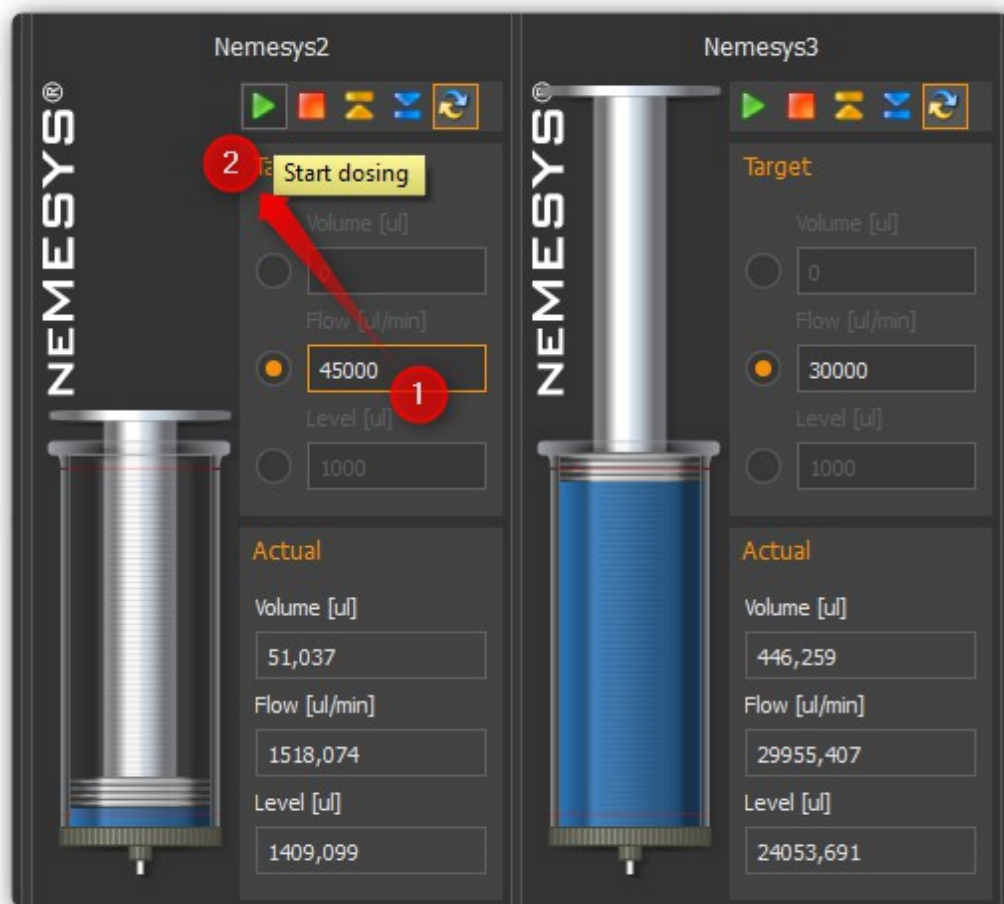 Nemesys2
NEMESYS®
2
Start dosing
Volume [ul]
0
Flow [ul/min]
45000
1
Level [ul]
1000
Actual
Volume [ul]
51,037
Flow [ul/min]
1518,074
Level [ul]
1409,099
Nemesys3
NEMESYS®
Target
Volume [ul]
0
Flow [ul/min]
30000
Level [ul]
1000
Actual
Volume [ul]
446,259
Flow [ul/min]
29955,407
Level [ul]
24053,691